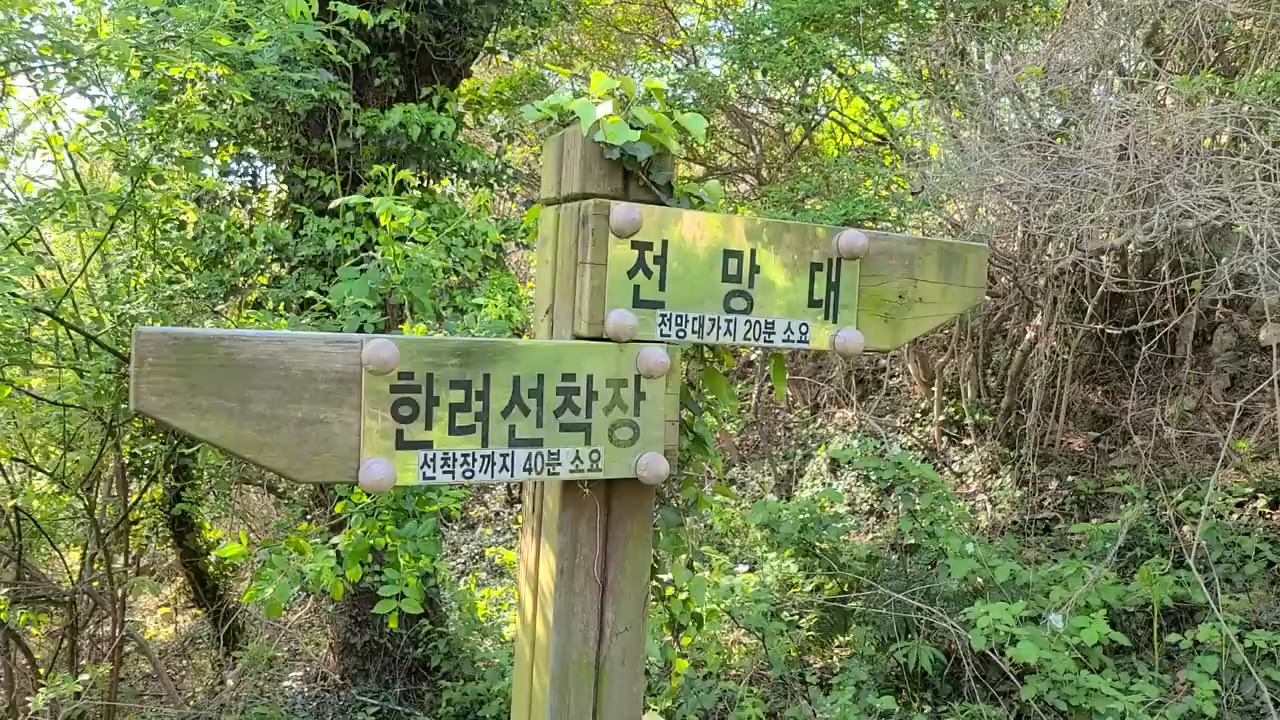 전 망 대
전망대가지 20분 소요
한려선착장
선착장까지 40분 소요